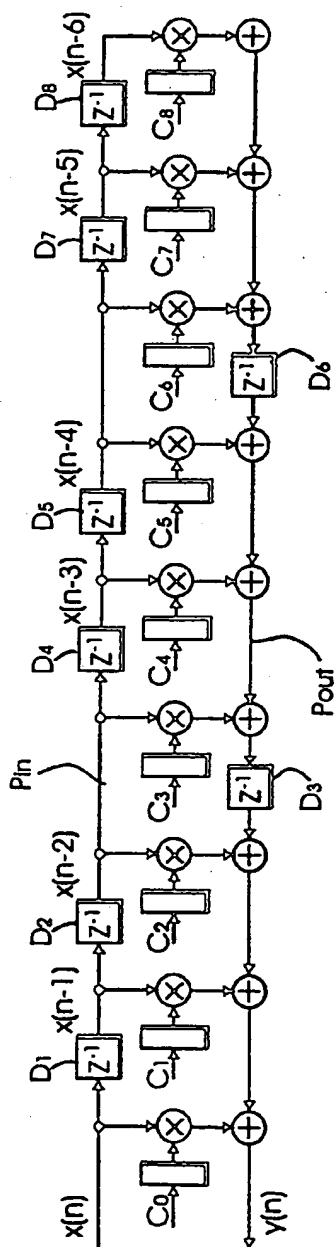 x(n)
x(n-1)
x(n-2)
x(n-3)
x(n-4)
x(n-5)
x(n-6)
D1
D2
Pin
D4
D5
D7
D8
Z-1
Z-1
Z-1
Z-1
Z-1
Z-1
C0
C1
C2
C3
C4
C5
C6
C7
C8
y(n)
Z-1
D3
Pout
Z-1
D6